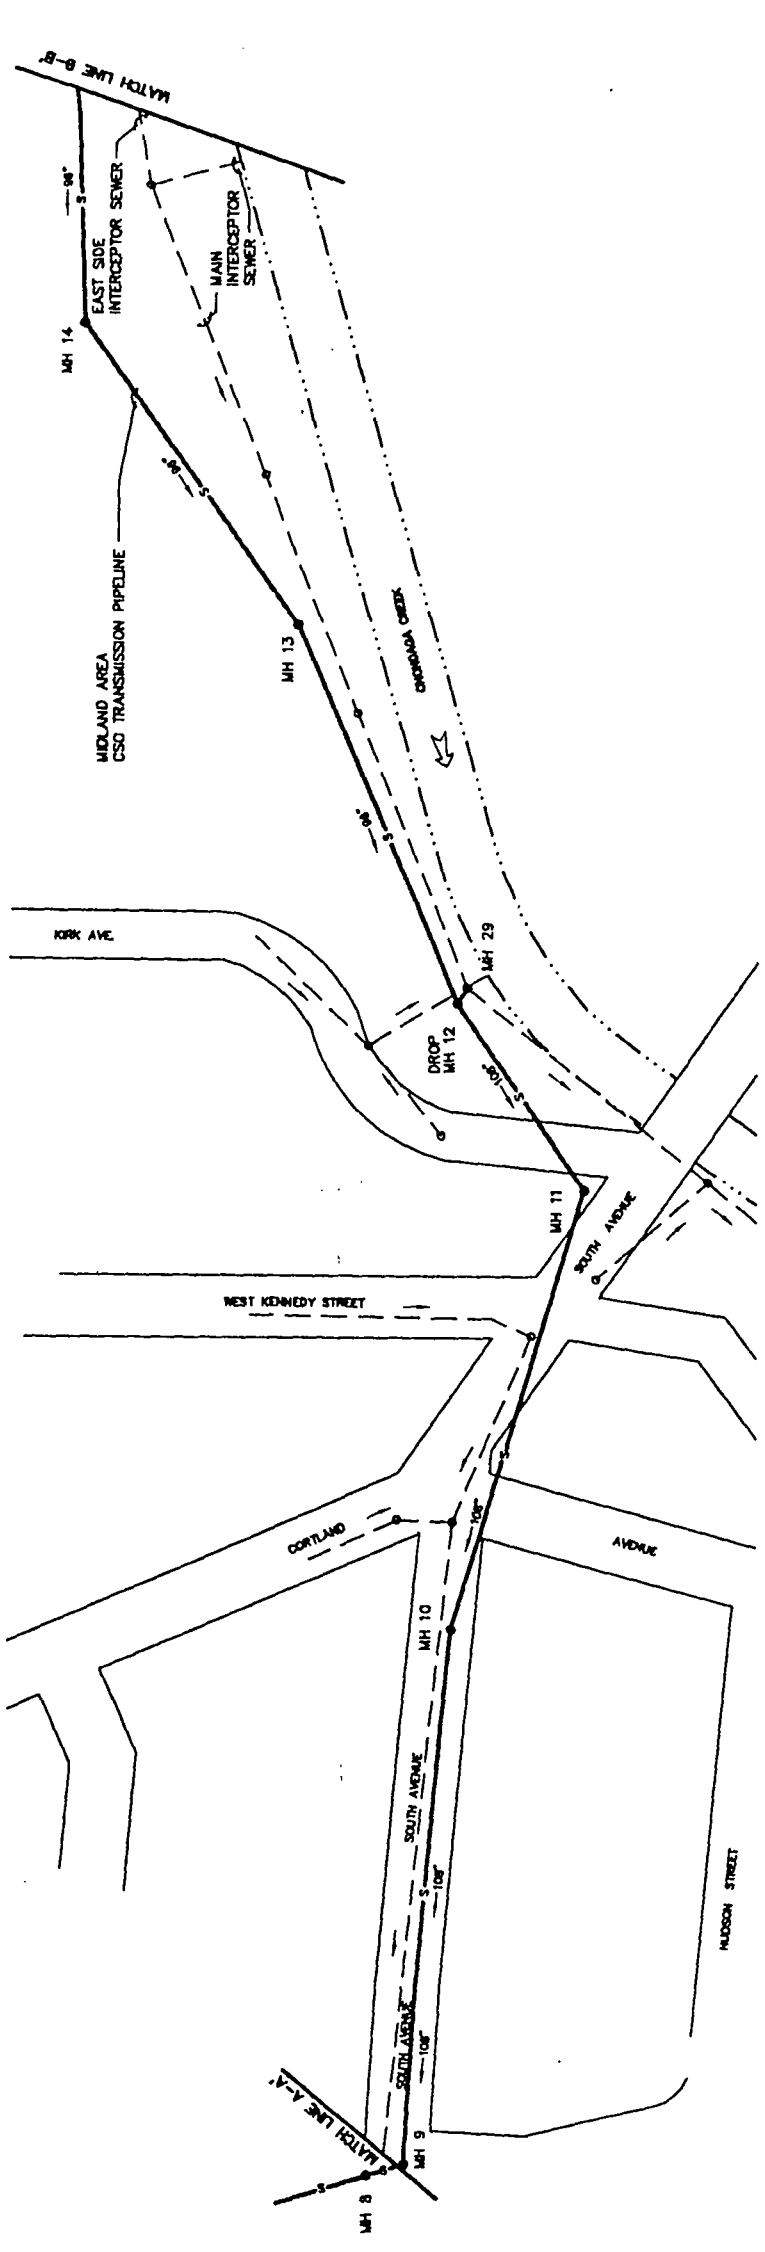 MATCH LINE B-B'
96"
S
EAST SIDE
INTERCEPTOR SEWER
MAIN
INTERCEPTOR
SEWER
MH 14
96"
S
MIDLAND AREA
CSO TRANSMISSION PIPELINE
MH 13
ONONDAGA CREEK
96"
S
KIRK AVE.
MH 29
DROP
MH 12
108"
S
MH 11
SOUTH AVENUE
WEST KENNEDY STREET
S
108"
CORTLAND
AVENUE
MH 10
SOUTH AVENUE
S
108"
HUDSON STREET
SOUTH AVENUE
108"
MATCH LINE A-A'
MH 9
S
S
MH 8